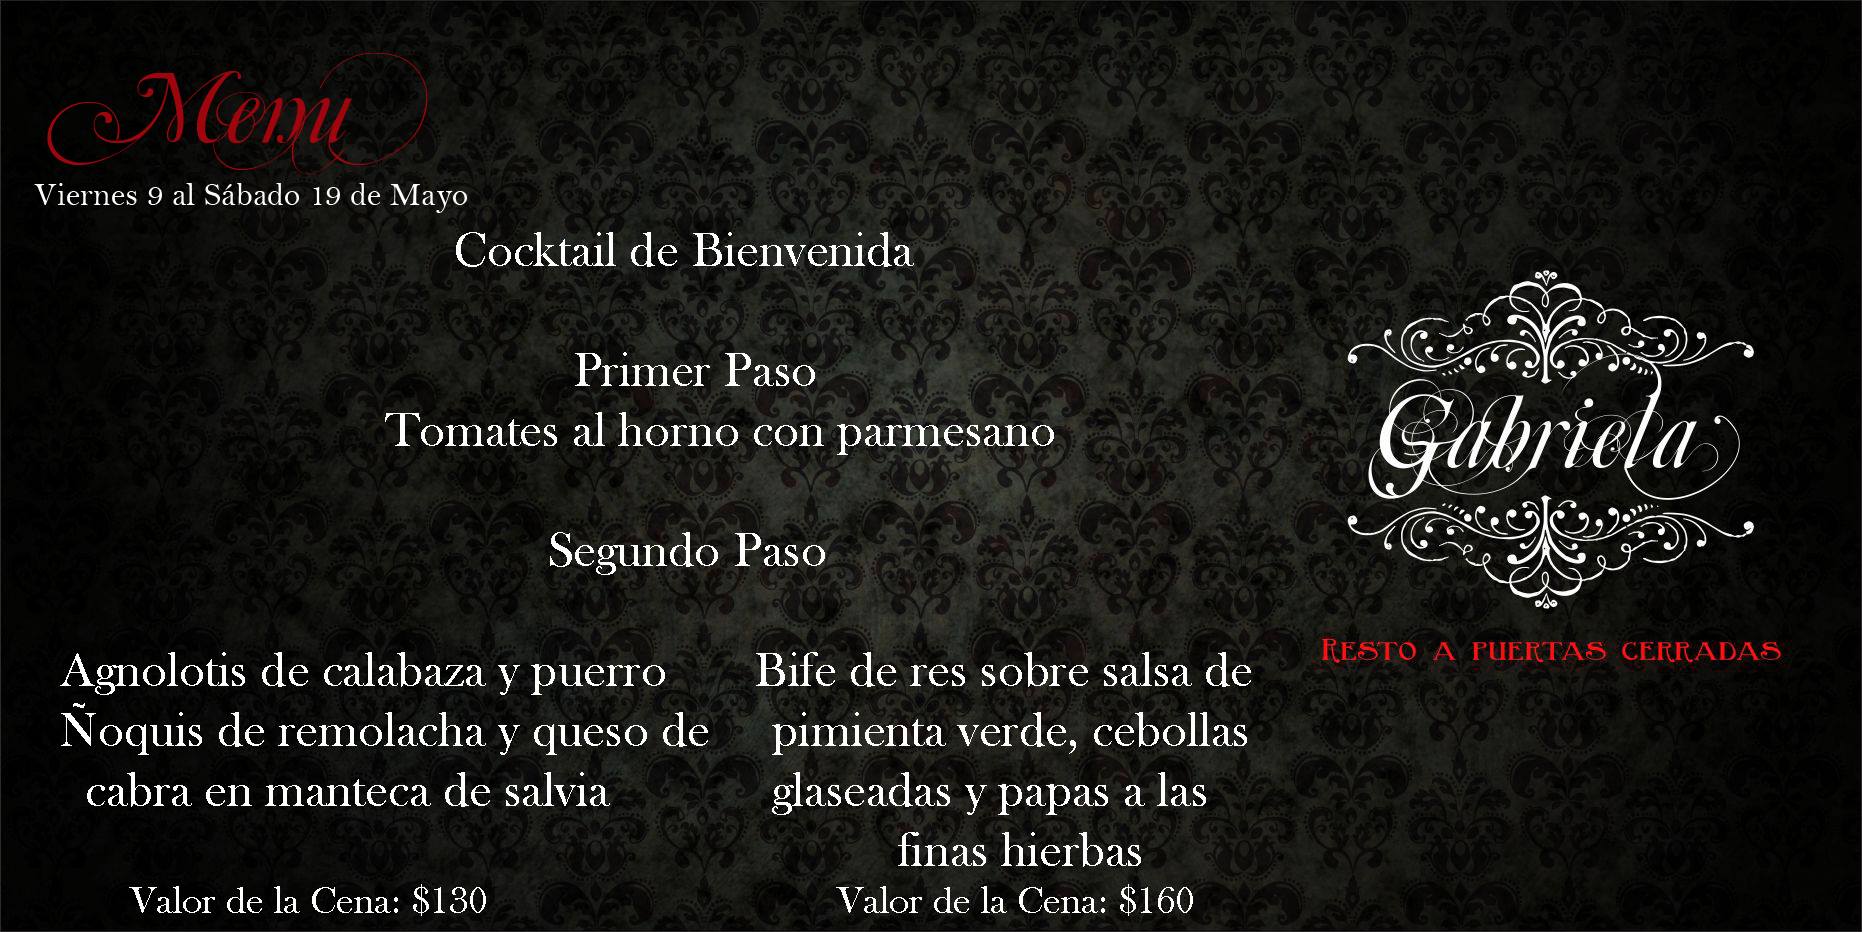 Menu
Viernes 9 al Sábado 19 de Mayo
Cocktail de Bienvenida
Primer Paso
Tomates al horno con parmesano
Segundo Paso
Agnolotis de calabaza y puerro
Ñoquis de remolacha y queso de
cabra en manteca de salvia
Valor de la Cena: $130
Bife de res sobre salsa de
pimienta verde, cebollas
glaseadas y papas a las
finas hierbas
Valor de la Cena: $160
Gabriela
RESTO A PUERTAS CERRADAS